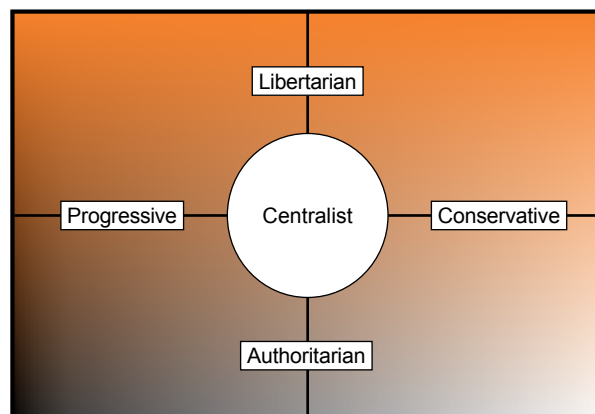 Libertarian
Progressive
Centralist
Conservative
Authoritarian